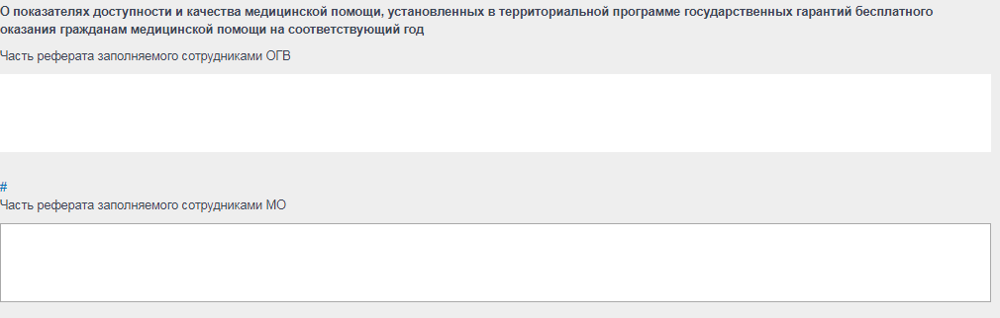 О показателях доступности и качества медицинской помощи, установленных в территориальной программе государственных гарантий бесплатного
оказания гражданам медицинской помощи на соответствующий год
Часть реферата заполняемого сотрудниками ОГВ
#
Часть реферата заполняемого сотрудниками МО